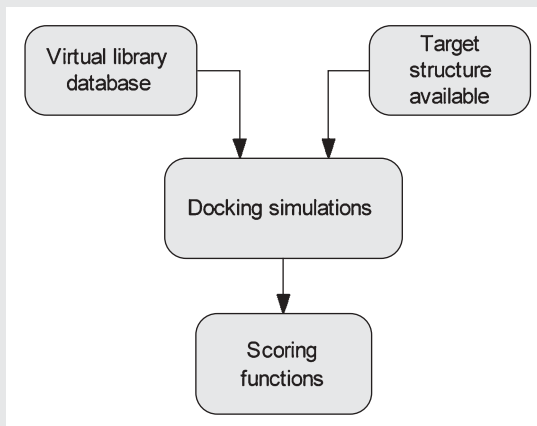 Virtual library
database
Target
structure
available
Docking simulations
Scoring
functions